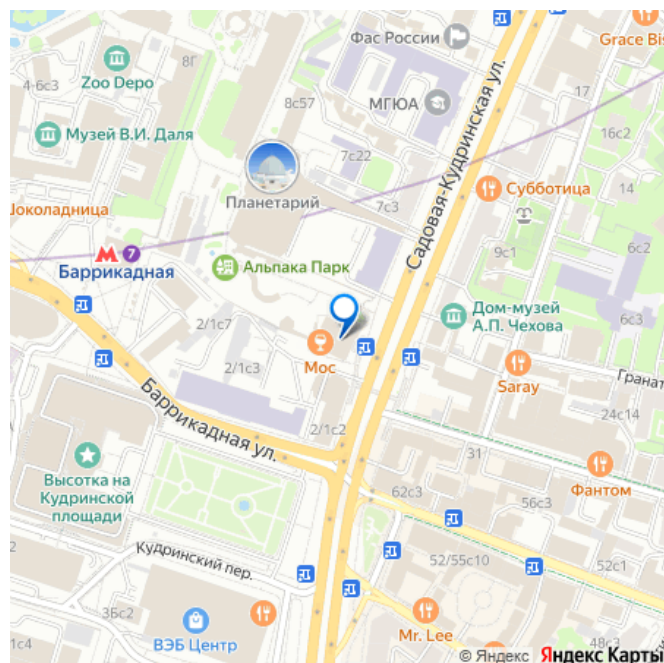 Фас России
Grace Bis
Zoo Depo
8Г
4-6с3
8с57
МГЮА
17
Музей В.И. Даля
16с2
7с22
Садовая-Кудринская ул.
Субботица
14
Планетарий
7с3
Шоколадница
6с2
9с1
М 7
Баррикадная
Альпака Парк
Дом-музей
А.П. Чехова
6с3
2/1с7
Мос
2/1с3
Saray
Гранат
Баррикадная ул.
24с14
2/1с2
31
Высотка на
Кудринской
площади
Фантом
62с3
56с3
Кудринский пер.
52/55с10
52с1
3Бс2
ВЭБ Центр
Mr. Lee
1с4
48с3
© Яндекс Яндекс Карты